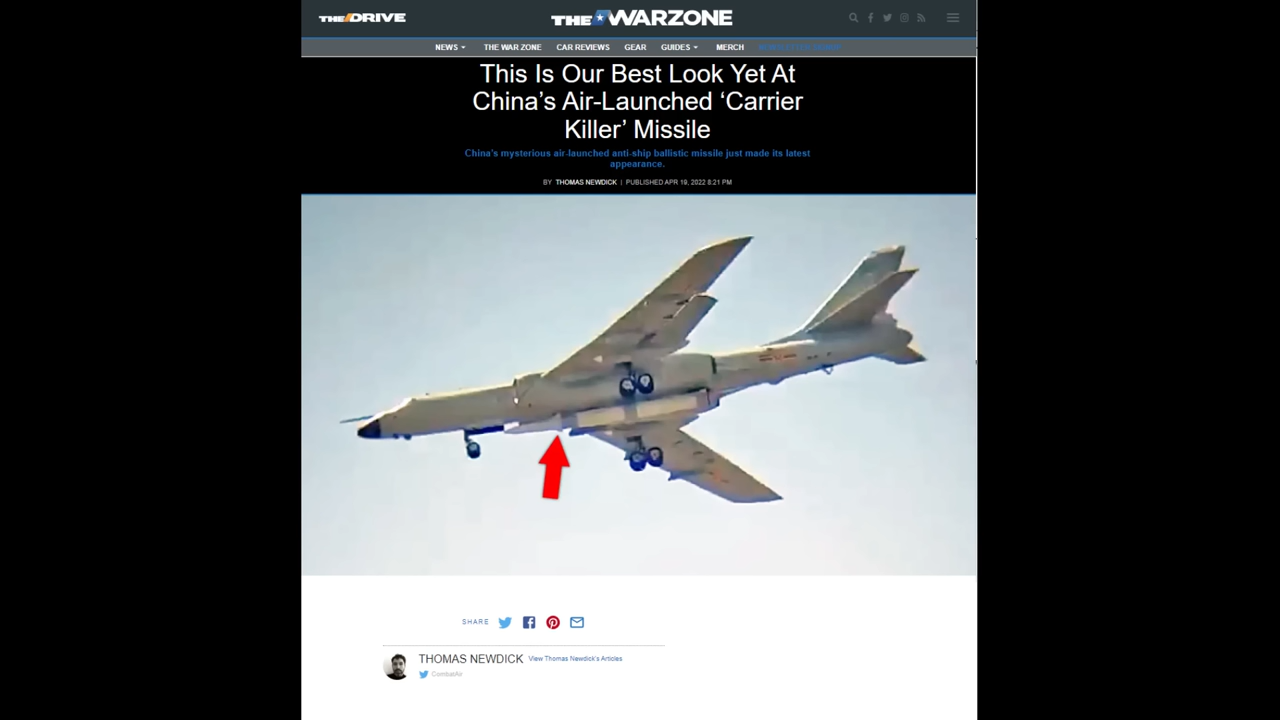 THE DRIVE
THE WARZONE
NEWS THE WAR ZONE CAR REVIEWS GEAR GUIDES MERCH
This Is Our Best Look Yet At
China's Air-Launched ‘Carrier
Killer’ Missile
China's mysterious air-launched anti-ship ballistic missile just made its latest
appearance.
BY THOMAS NEWDICK | PUBLISHED APR 19, 2022 8:21 PM
SHARE
THOMAS NEWDICK View Thomas Newdick's Articles
CombatAir